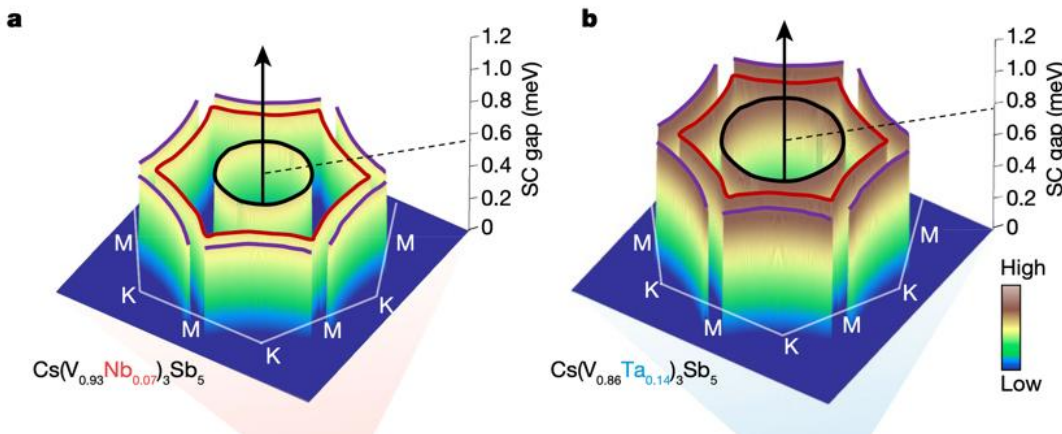 a
1.2
1.0
0.8
0.6
0.4
0.2
0
SC gap (meV)
M
K
M
K
M
M
K
Cs(V0.93Nb0.07)3Sb5
b
1.2
1.0
0.8
0.6
0.4
0.2
0
SC gap (meV)
M
K
M
K
M
M
K
Cs(V0.86Ta0.14)3Sb5
High
Low